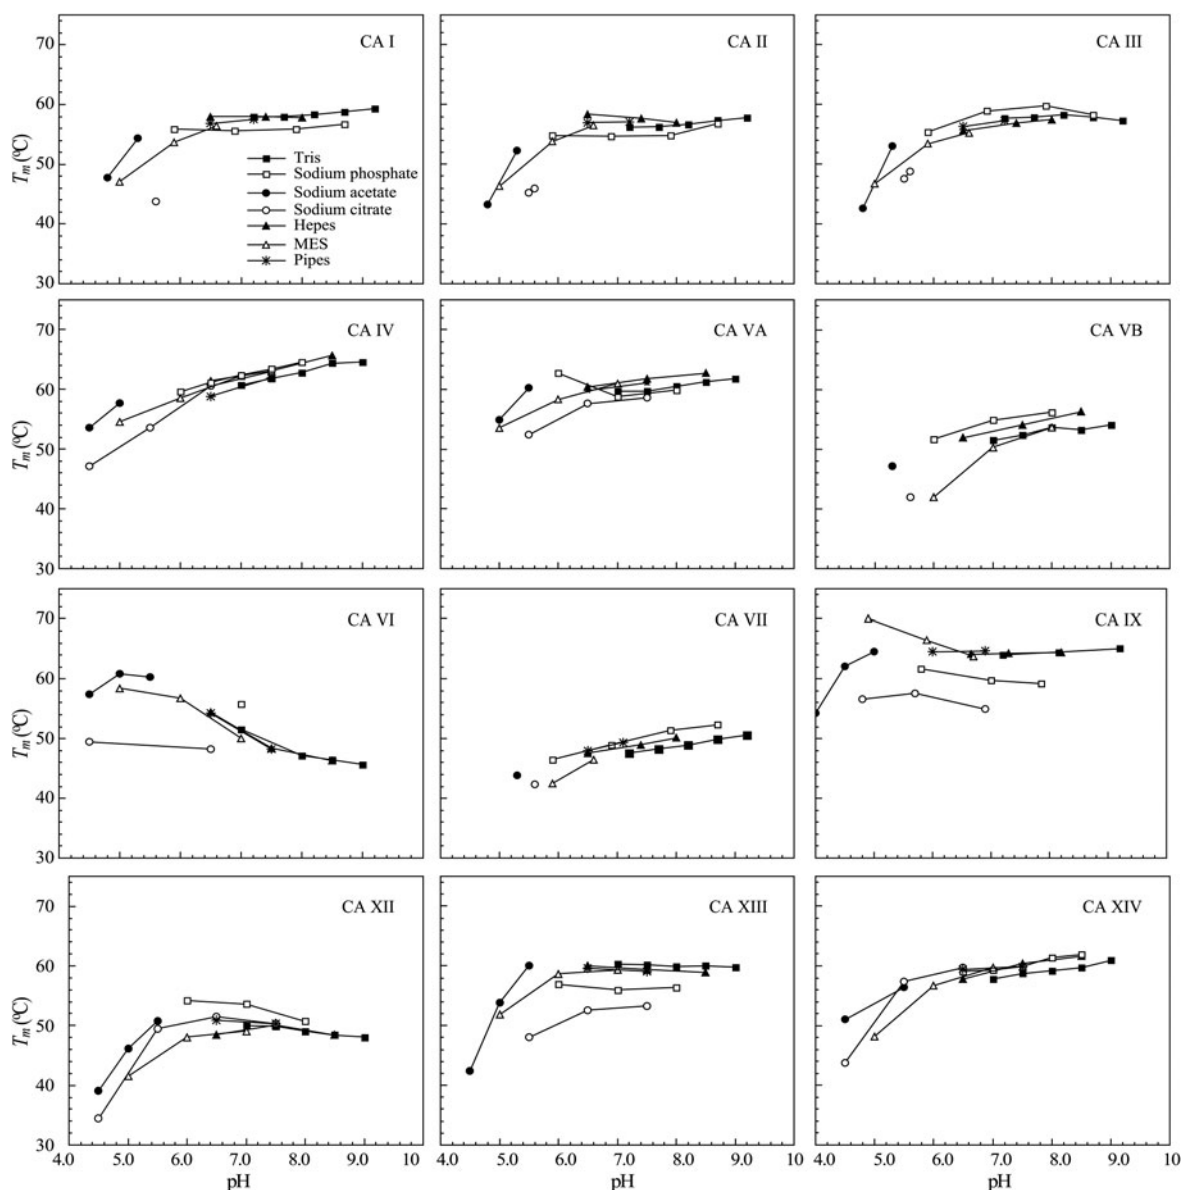 CA I
CA II
CA III
70
60
50
40
30
Tm (ºC)
Tris
Sodium phosphate
Sodium acetate
Sodium citrate
Hepes
MES
Pipes
CA IV
CA VA
CA VB
70
60
50
40
30
Tm (ºC)
CA VI
CA VII
CA IX
70
60
50
40
30
Tm (ºC)
CA XII
CA XIII
CA XIV
70
60
50
40
30
Tm (ºC)
4.0 5.0 6.0 7.0 8.0 9.0 10
4.0 5.0 6.0 7.0 8.0 9.0 10
4.0 5.0 6.0 7.0 8.0 9.0 10
pH
pH
pH